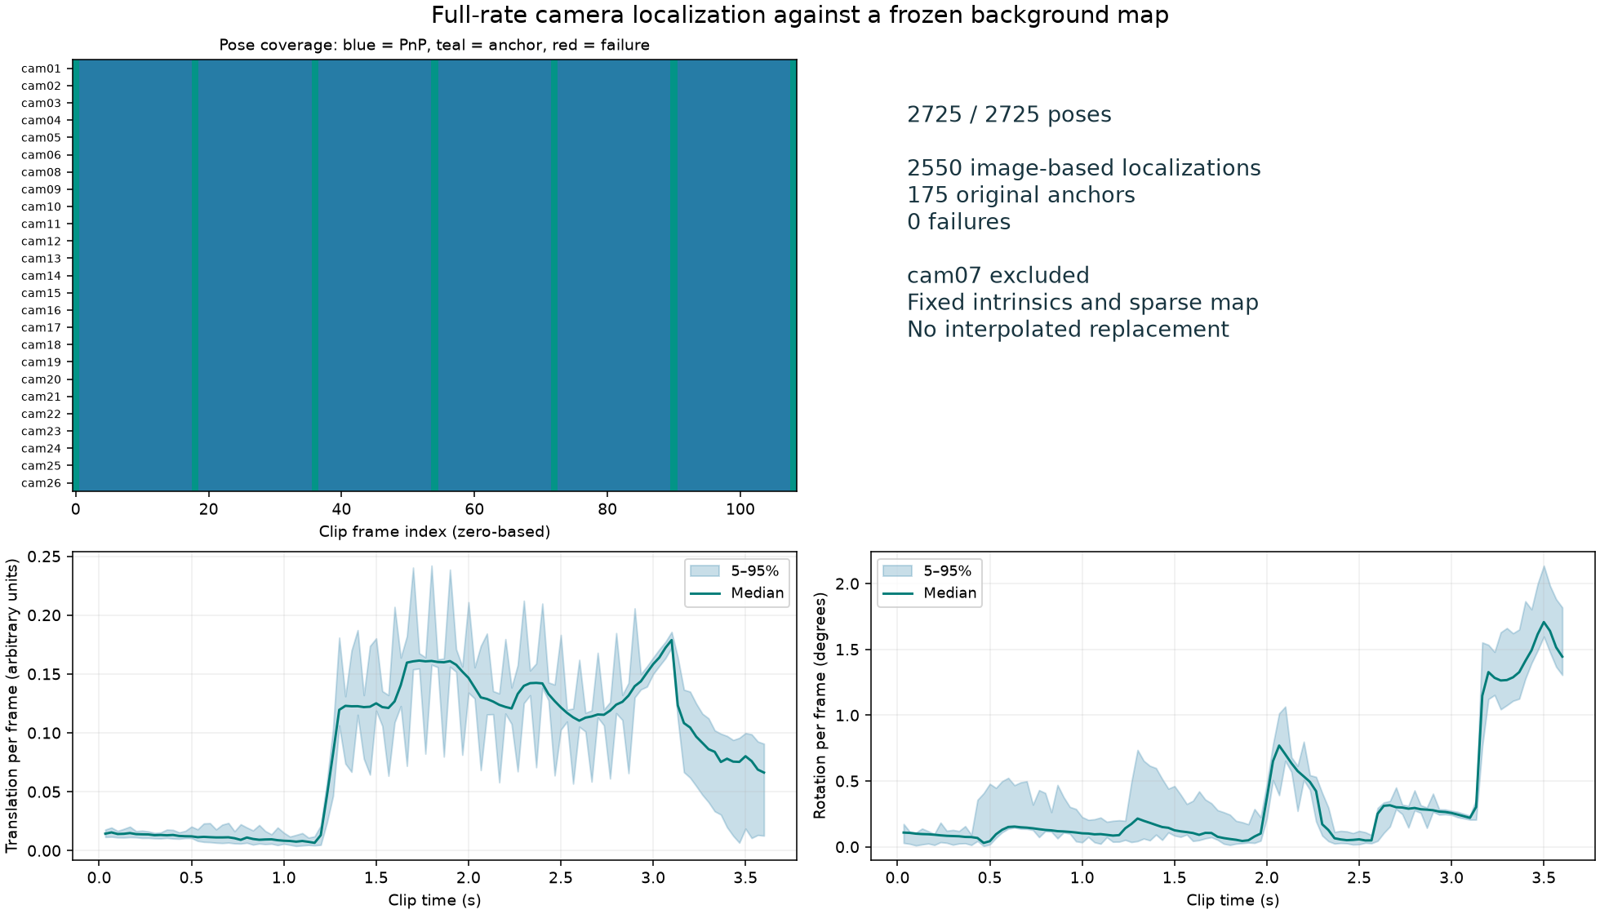 Full-rate camera localization against a frozen background map
Pose coverage: blue = PnP, teal = anchor, red = failure
cam01
cam02
cam03
cam04
cam05
cam06
cam08
cam09
cam10
cam11
cam12
cam13
cam14
cam15
cam16
cam17
cam18
cam19
cam20
cam21
cam22
cam23
cam24
cam25
cam26
0 20 40 60 80 100
Clip frame index (zero-based)
2725 / 2725 poses
2550 image-based localizations
175 original anchors
0 failures
cam07 excluded
Fixed intrinsics and sparse map
No interpolated replacement
Translation per frame (arbitrary units)
0.25
0.20
0.15
0.10
0.05
0.00
5–95%
Median
0.0 0.5 1.0 1.5 2.0 2.5 3.0 3.5
Clip time (s)
Rotation per frame (degrees)
2.0
1.5
1.0
0.5
0.0
5–95%
Median
0.0 0.5 1.0 1.5 2.0 2.5 3.0 3.5
Clip time (s)